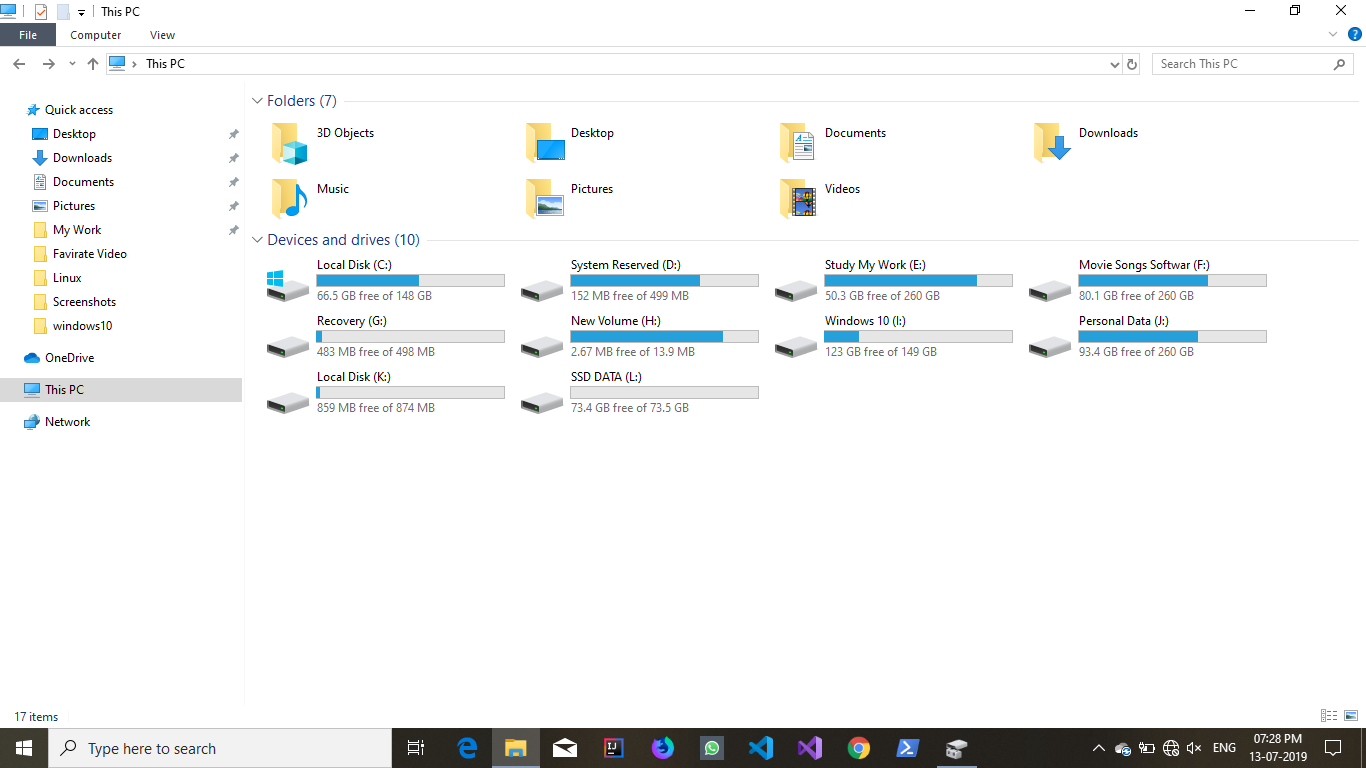 This PC
File Computer View
This PC
Search This PC
Quick access
Desktop
Downloads
Documents
Pictures
My Work
Favirate Video
Linux
Screenshots
windows10
OneDrive
This PC
Network
Folders (7)
3D Objects
Desktop
Documents
Downloads
Music
Pictures
Videos
Devices and drives (10)
Local Disk (C:)
66.5 GB free of 148 GB
System Reserved (D:)
152 MB free of 499 MB
Study My Work (E:)
50.3 GB free of 260 GB
Movie Songs Softwar (F:)
80.1 GB free of 260 GB
Recovery (G:)
483 MB free of 498 MB
New Volume (H:)
2.67 MB free of 13.9 MB
Windows 10 (I:)
123 GB free of 149 GB
Personal Data (J:)
93.4 GB free of 260 GB
Local Disk (K:)
859 MB free of 874 MB
SSD DATA (L:)
73.4 GB free of 73.5 GB
17 items
Type here to search
ENG
07:28 PM
13-07-2019